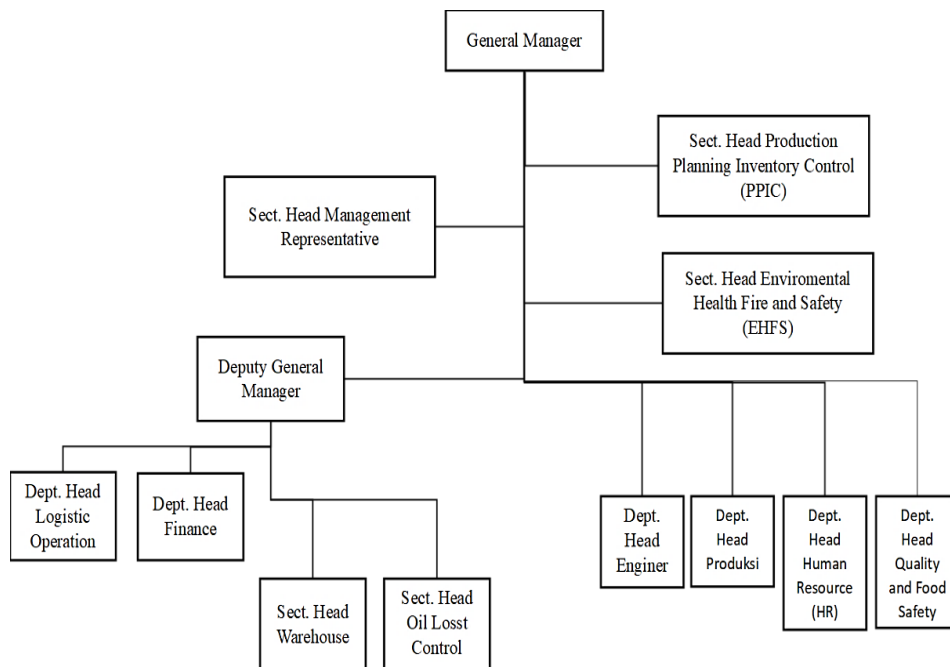 General Manager
Sect. Head Production
Planning Inventory Control
(PPIC)
Sect. Head Management
Representative
Sect. Head Enviromental
Health Fire and Safety
(EHFS)
Deputy General
Manager
Dept. Head
Logistic
Operation
Dept. Head
Finance
Dept.
Head
Enginer
Dept.
Head
Produksi
Dept.
Head
Human
Resource
(HR)
Dept.
Head
Quality
and Food
Safety
Sect. Head
Warehouse
Sect. Head
Oil Losst
Control